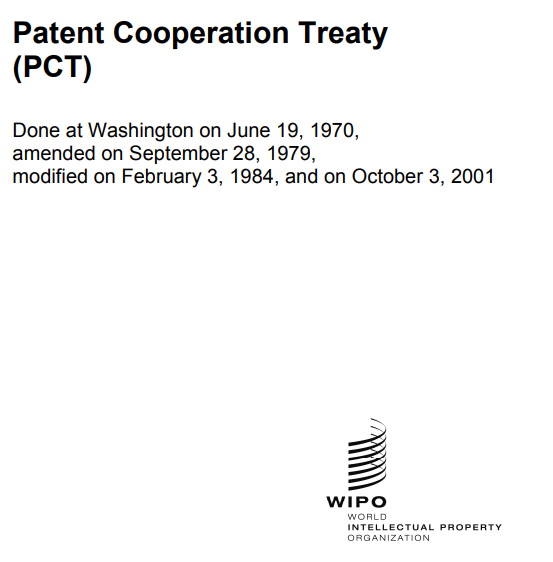 Patent Cooperation Treaty
(PCT)
Done at Washington on June 19, 1970,
amended on September 28, 1979,
modified on February 3, 1984, and on October 3, 2001
WIPO
WORLD
INTELLECTUAL PROPERTY
ORGANIZATION